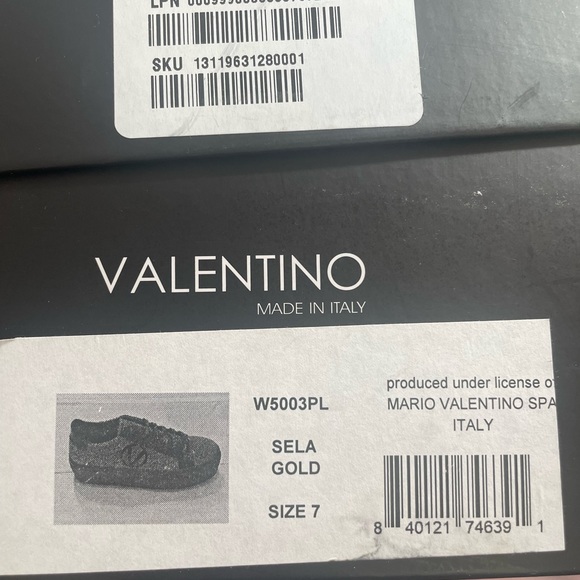 LPN
SKU 13119631280001
VALENTINO
MADE IN ITALY
W5003PL
SELA
GOLD
SIZE 7
produced under license of
MARIO VALENTINO SPA
ITALY
8 40121 74639 1